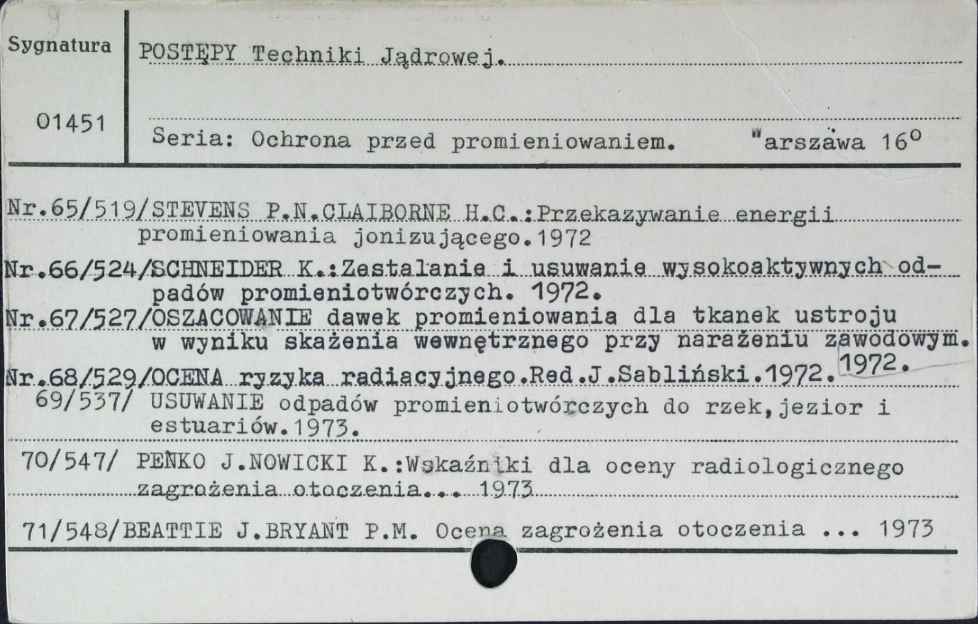 Sygnatura
POSTĘPY Techniki Jądrowej.
01451
Seria: Ochrona przed promieniowaniem. "arszawa 16°
Nr.65/519/STEVENS P.N.CLAIBORNE H.C.:Przekazywanie energii
promieniowania jonizującego.1972
Nr.66/524/SCHNEIDER K.:Zestalanie i usuwanie wysokoaktywnych od-
padów promieniotwórczych. 1972.
Nr.67/527/OSZACOWANIE dawek promieniowania dla tkanek ustroju
w wyniku skażenia wewnętrznego przy narażeniu zawodowym.
1972.
Nr.68/529/OCENA ryzyka radiacyjnego.Red.J.Sabliński.1972.
69/537/ USUWANIE odpadów promieniotwórczych do rzek,jezior i
estuariów.1973.
70/547/ PEŃKO J.NOWICKI K.:Wskaźniki dla oceny radiologicznego
zagrożenia otoczenia... 1973
71/548/BEATTIE J.BRYANT P.M. Ocena zagrożenia otoczenia ... 1973